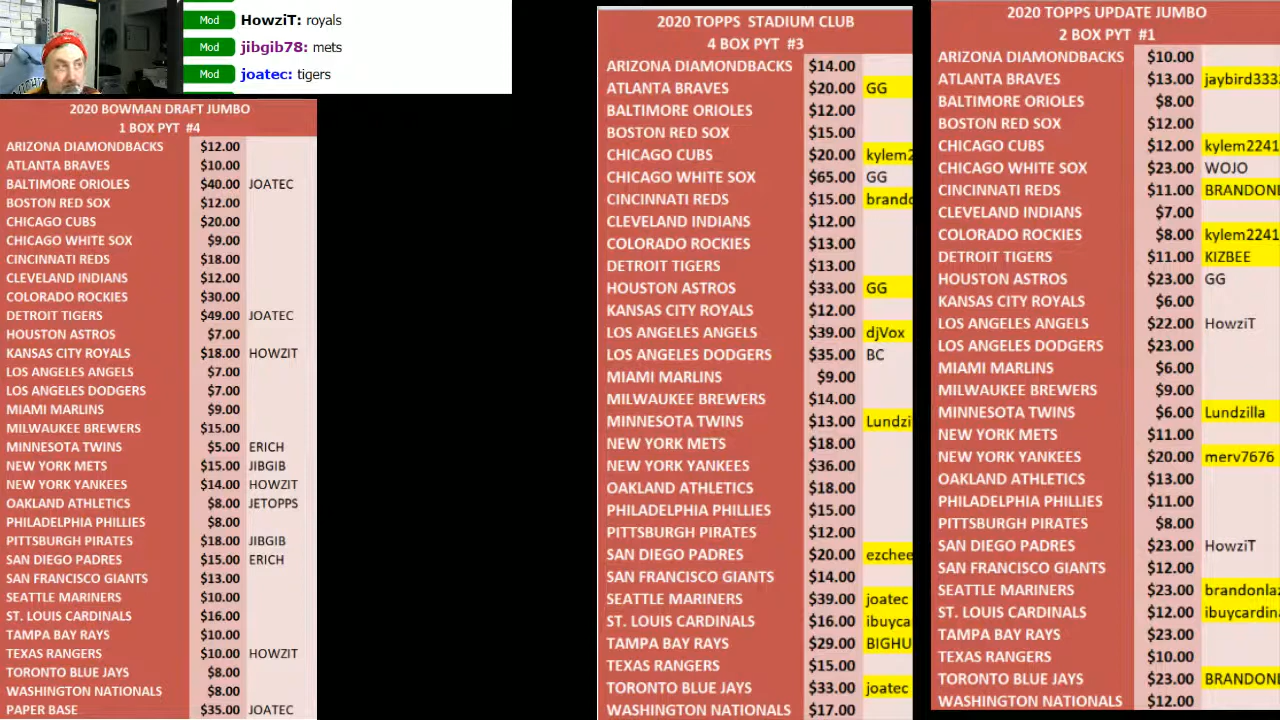 Mod HowziT: royals
Mod jibgib78: mets
Mod joatec: tigers
2020 BOWMAN DRAFT JUMBO
1 BOX PYT #4
ARIZONA DIAMONDBACKS $12.00
ATLANTA BRAVES $10.00
BALTIMORE ORIOLES $40.00 JOATEC
BOSTON RED SOX $12.00
CHICAGO CUBS $20.00
CHICAGO WHITE SOX $9.00
CINCINNATI REDS $18.00
CLEVELAND INDIANS $12.00
COLORADO ROCKIES $30.00
DETROIT TIGERS $49.00 JOATEC
HOUSTON ASTROS $7.00
KANSAS CITY ROYALS $18.00 HOWZIT
LOS ANGELES ANGELS $7.00
LOS ANGELES DODGERS $7.00
MIAMI MARLINS $9.00
MILWAUKEE BREWERS $15.00
MINNESOTA TWINS $5.00 ERICH
NEW YORK METS $15.00 JIBGIB
NEW YORK YANKEES $14.00 HOWZIT
OAKLAND ATHLETICS $8.00 JETOPPS
PHILADELPHIA PHILLIES $8.00
PITTSBURGH PIRATES $18.00 JIBGIB
SAN DIEGO PADRES $15.00 ERICH
SAN FRANCISCO GIANTS $13.00
SEATTLE MARINERS $10.00
ST. LOUIS CARDINALS $16.00
TAMPA BAY RAYS $10.00
TEXAS RANGERS $10.00 HOWZIT
TORONTO BLUE JAYS $8.00
WASHINGTON NATIONALS $8.00
PAPER BASE $35.00 JOATEC
2020 TOPPS STADIUM CLUB
4 BOX PYT #3
ARIZONA DIAMONDBACKS $14.00
ATLANTA BRAVES $20.00 GG
BALTIMORE ORIOLES $12.00
BOSTON RED SOX $15.00
CHICAGO CUBS $20.00 kylem2
CHICAGO WHITE SOX $65.00 GG
CINCINNATI REDS $15.00 brando
CLEVELAND INDIANS $12.00
COLORADO ROCKIES $13.00
DETROIT TIGERS $13.00
HOUSTON ASTROS $33.00 GG
KANSAS CITY ROYALS $12.00
LOS ANGELES ANGELS $39.00 djVox
LOS ANGELES DODGERS $35.00 BC
MIAMI MARLINS $9.00
MILWAUKEE BREWERS $14.00
MINNESOTA TWINS $13.00 Lundzi
NEW YORK METS $18.00
NEW YORK YANKEES $36.00
OAKLAND ATHLETICS $18.00
PHILADELPHIA PHILLIES $15.00
PITTSBURGH PIRATES $12.00
SAN DIEGO PADRES $20.00 ezchee
SAN FRANCISCO GIANTS $14.00
SEATTLE MARINERS $39.00 joatec
ST. LOUIS CARDINALS $16.00 ibuyca
TAMPA BAY RAYS $29.00 BIGHU
TEXAS RANGERS $15.00
TORONTO BLUE JAYS $33.00 joatec
WASHINGTON NATIONALS $17.00
2020 TOPPS UPDATE JUMBO
2 BOX PYT #1
ARIZONA DIAMONDBACKS $10.00
ATLANTA BRAVES $13.00 jaybird333
BALTIMORE ORIOLES $8.00
BOSTON RED SOX $12.00
CHICAGO CUBS $12.00 kylem2241
CHICAGO WHITE SOX $23.00 WOJO
CINCINNATI REDS $11.00 BRANDON
CLEVELAND INDIANS $7.00
COLORADO ROCKIES $8.00 kylem2241
DETROIT TIGERS $11.00 KIZBEE
HOUSTON ASTROS $23.00 GG
KANSAS CITY ROYALS $6.00
LOS ANGELES ANGELS $22.00 HowziT
LOS ANGELES DODGERS $23.00
MIAMI MARLINS $6.00
MILWAUKEE BREWERS $9.00
MINNESOTA TWINS $6.00 Lundzilla
NEW YORK METS $11.00
NEW YORK YANKEES $20.00 merv7676
OAKLAND ATHLETICS $13.00
PHILADELPHIA PHILLIES $11.00
PITTSBURGH PIRATES $8.00
SAN DIEGO PADRES $23.00 HowziT
SAN FRANCISCO GIANTS $12.00
SEATTLE MARINERS $23.00 brandonlaz
ST. LOUIS CARDINALS $12.00 ibuycardin
TAMPA BAY RAYS $23.00
TEXAS RANGERS $10.00
TORONTO BLUE JAYS $23.00 BRANDON
WASHINGTON NATIONALS $12.00